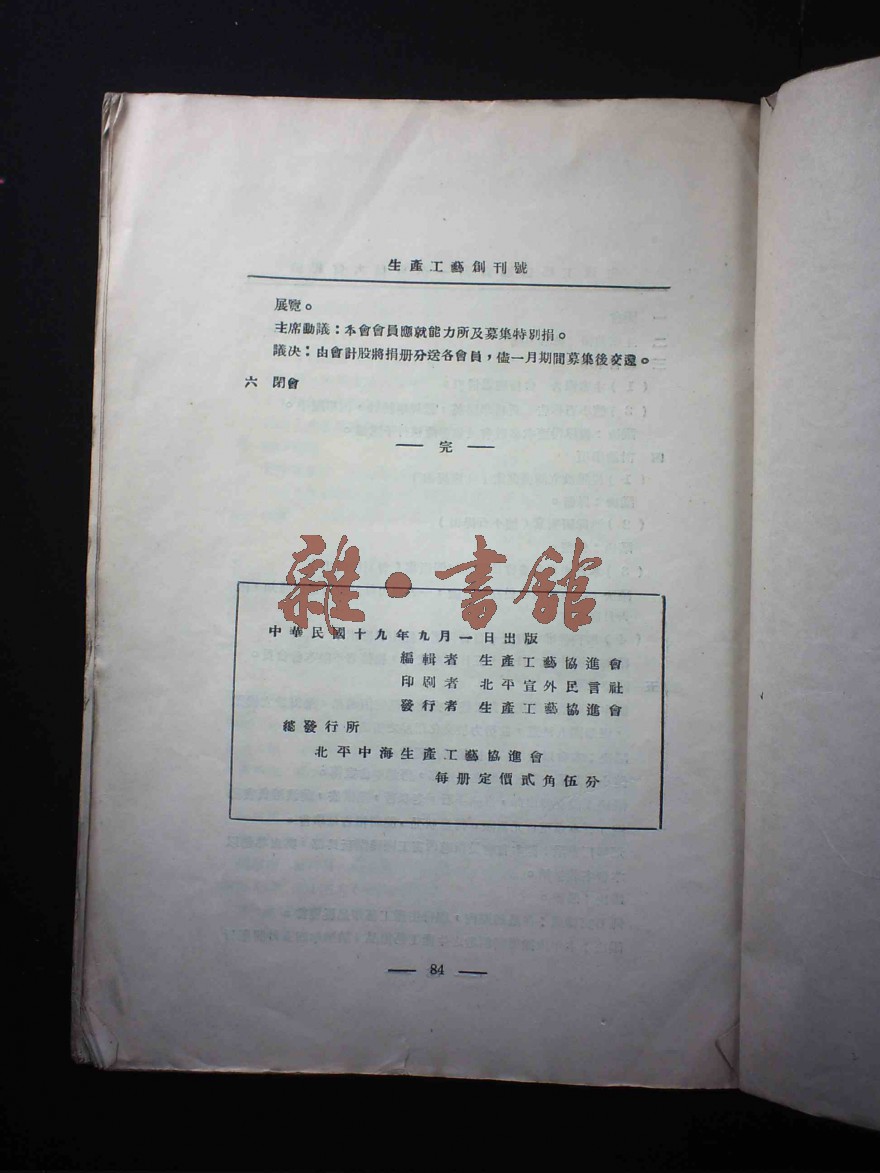 生產工藝創刊號
展覽。
主席動議：本會會員應就能力所及募集特別捐。
議决：由會計股將捐册分送各會員，儘一月期間募集後交還。
六 閉會
— 完 —
雜·書館
中華民國十九年九月一日出版
編輯者 生產工藝協進會
印刷者 北平宣外民言社
發行者 生產工藝協進會
總發行所
北平中海生產工藝協進會
每册定價貳角伍分
— 84 —